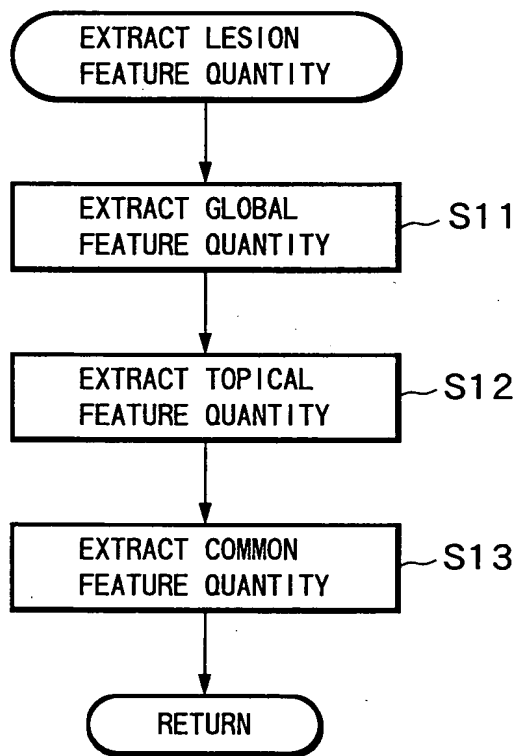 EXTRACT LESION
FEATURE QUANTITY
EXTRACT GLOBAL
FEATURE QUANTITY
S11
EXTRACT TOPICAL
FEATURE QUANTITY
S12
EXTRACT COMMON
FEATURE QUANTITY
S13
RETURN